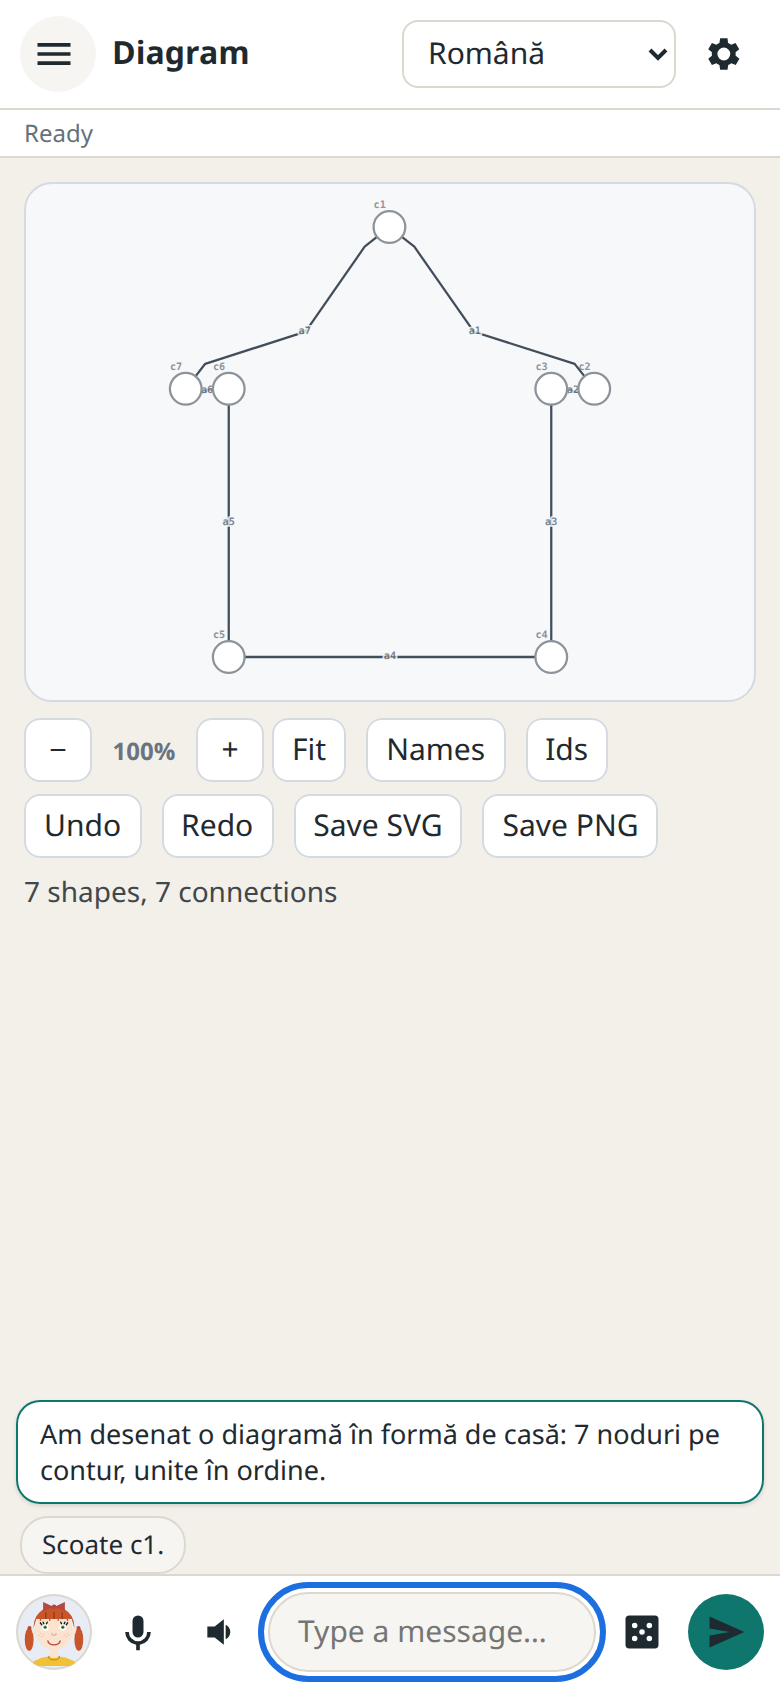 Diagram
Română
Ready
c1
a7
a1
c7
c6
c3
c2
a6
a2
a5
a3
c5
c4
a4
−
100%
+
Fit
Names
Ids
Undo
Redo
Save SVG
Save PNG
7 shapes, 7 connections
Am desenat o diagramă în formă de casă: 7 noduri pe
contur, unite în ordine.
Scoate c1.
Type a message...